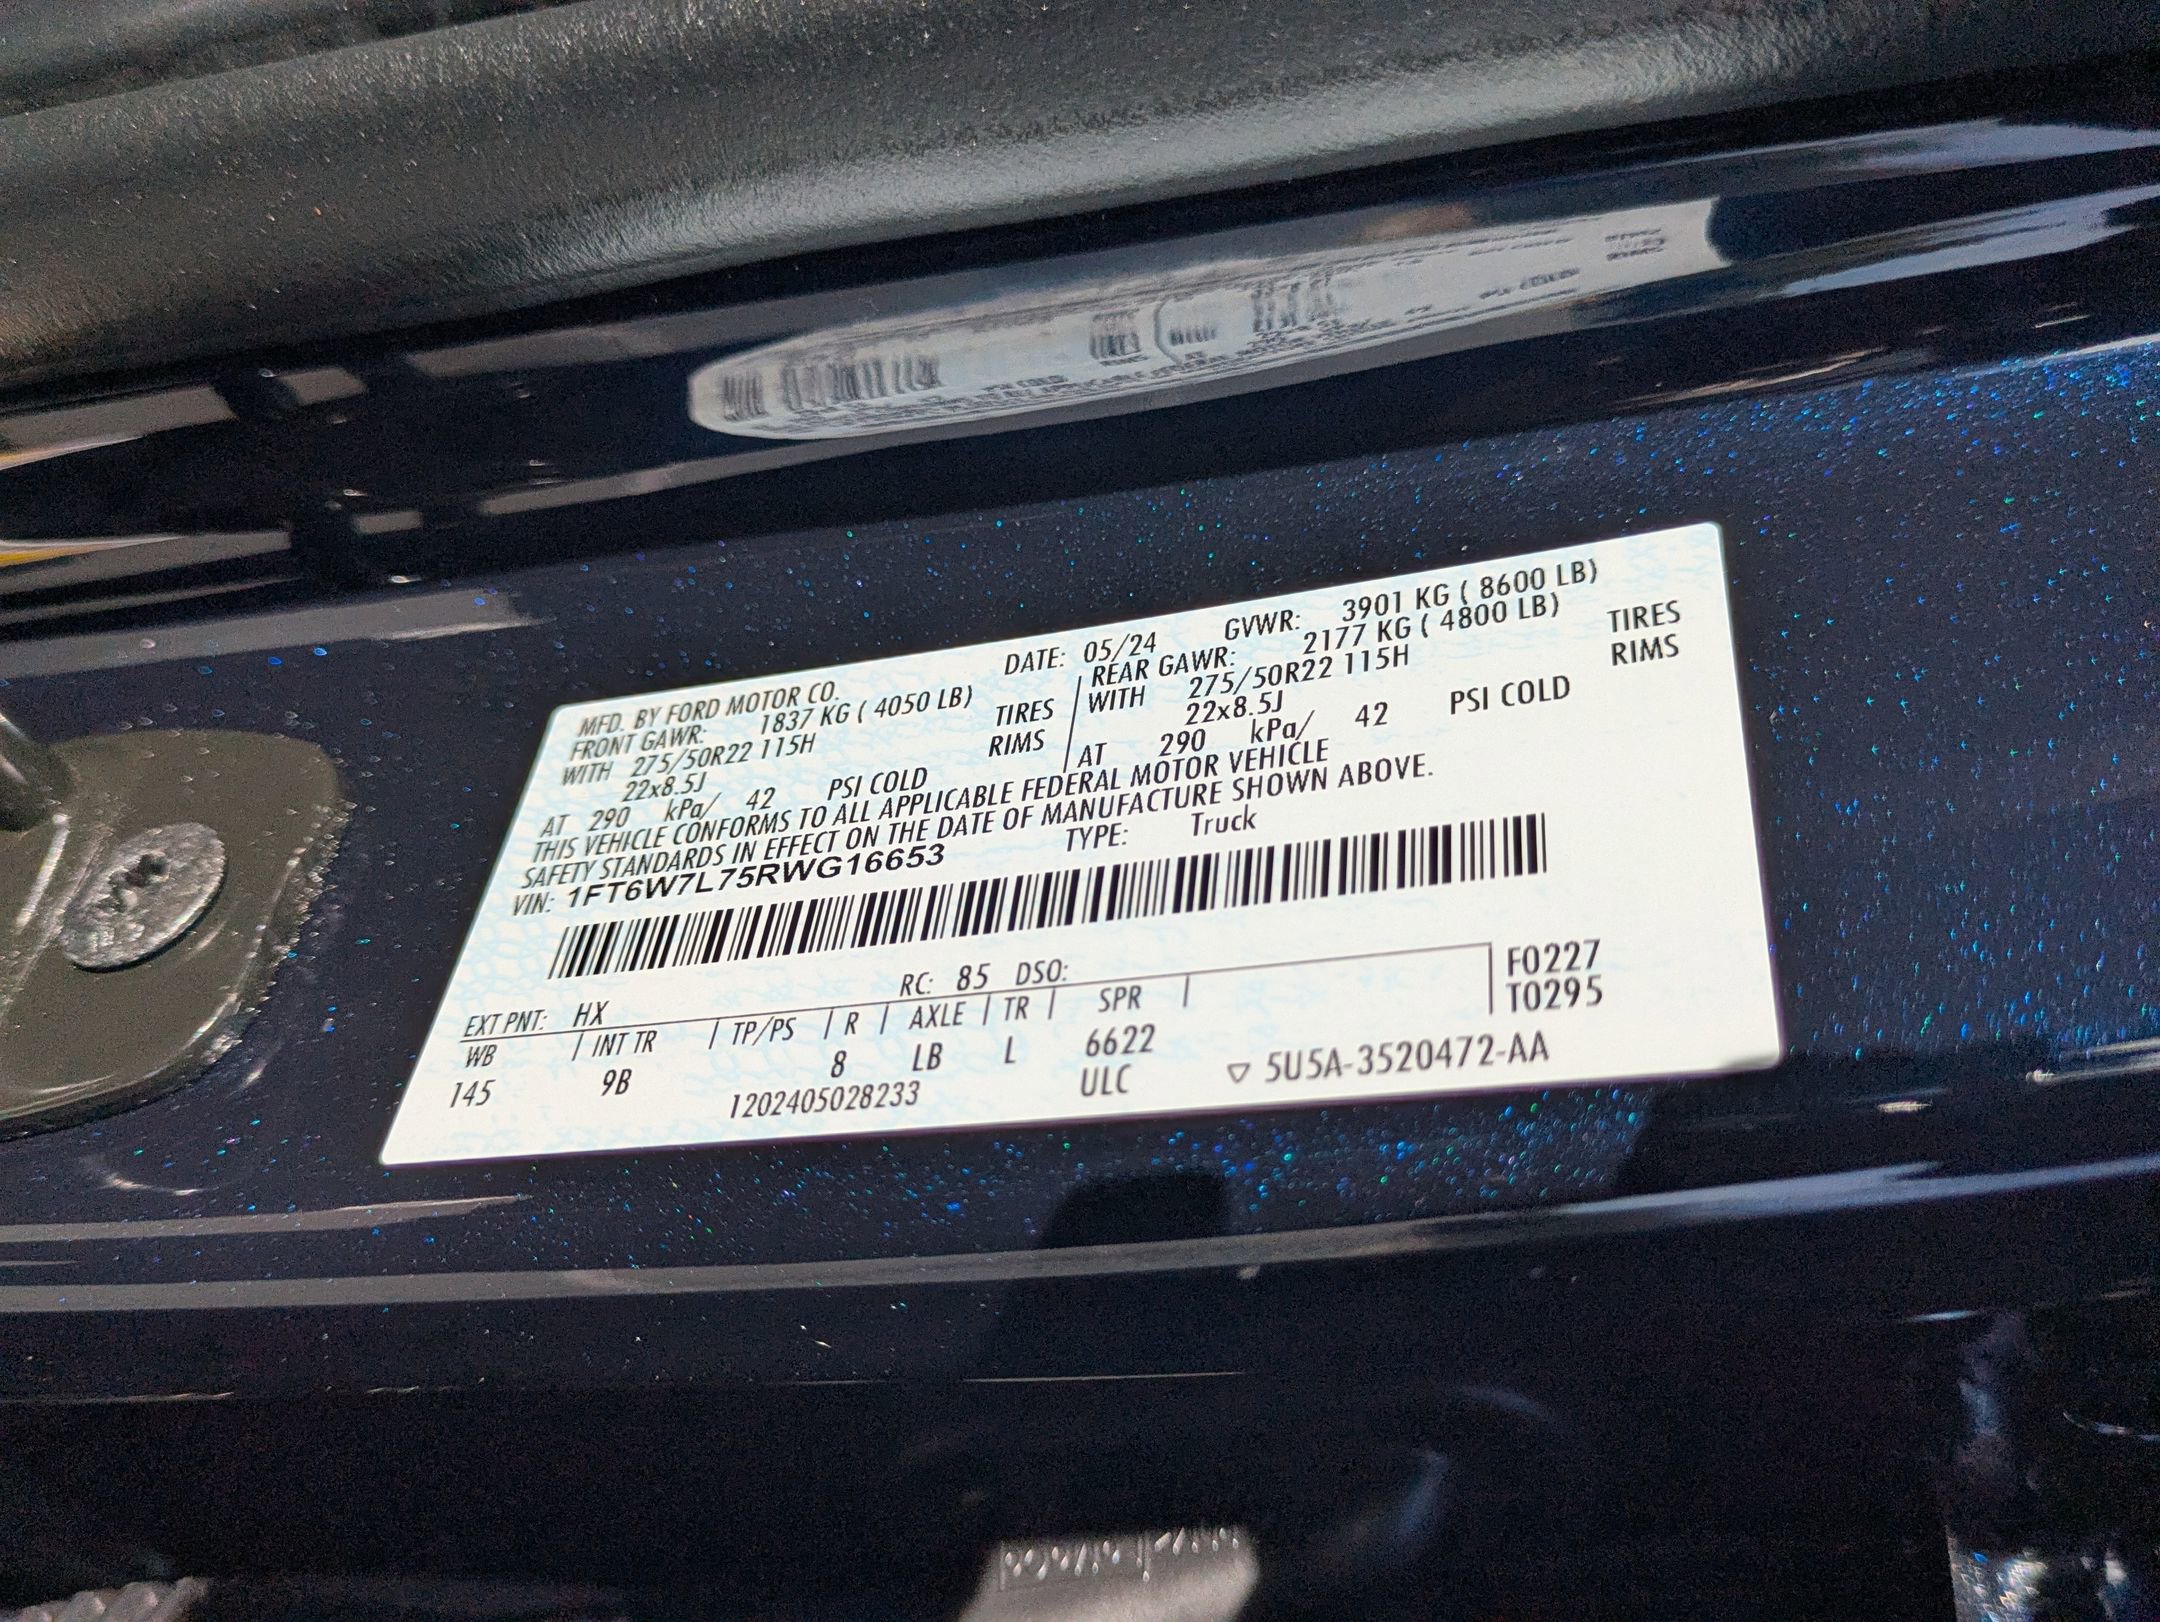 MFD. BY FORD MOTOR CO. DATE: 05/24 GVWR: 3901 KG ( 8600 LB)
FRONT GAWR: 1837 KG ( 4050 LB) REAR GAWR: 2177 KG ( 4800 LB)
WITH 275/50R22 115H TIRES WITH 275/50R22 115H TIRES
22x8.5J RIMS 22x8.5J RIMS
AT 290 kPa/ 42 PSI COLD AT 290 kPa/ 42 PSI COLD
THIS VEHICLE CONFORMS TO ALL APPLICABLE FEDERAL MOTOR VEHICLE
SAFETY STANDARDS IN EFFECT ON THE DATE OF MANUFACTURE SHOWN ABOVE.
VIN: 1FT6W7L75RWG16653 TYPE: Truck
EXT PNT: HX RC: 85 DSO: F0227
WB | INT TR | TP/PS | R | AXLE | TR | SPR | T0295
145 9B 8 LB L 6622
1202405028233 ULC ▽ 5U5A-3520472-AA